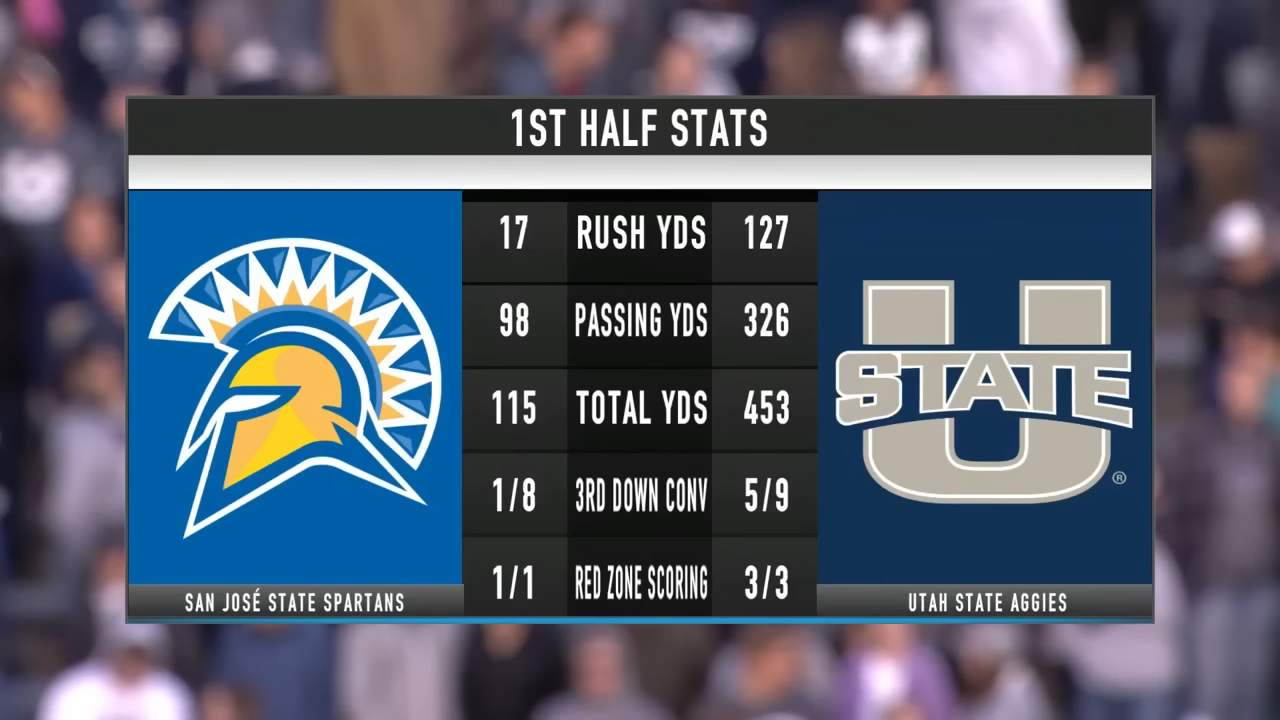 1ST HALF STATS
17 RUSH YDS 127
98 PASSING YDS 326
115 TOTAL YDS 453
1/8 3RD DOWN CONV 5/9
1/1 RED ZONE SCORING 3/3
U STATE ®
SAN JOSÉ STATE SPARTANS
UTAH STATE AGGIES